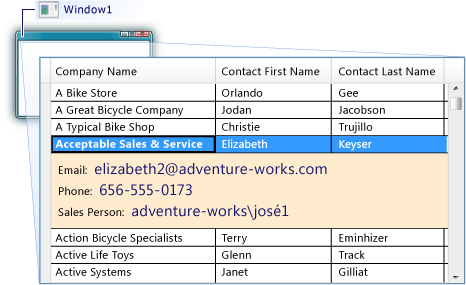 Window1
Company Name Contact First Name Contact Last Name
A Bike Store Orlando Gee
A Great Bicycle Company Jodan Jacobson
A Typical Bike Shop Christie Trujillo
Acceptable Sales & Service Elizabeth Keyser
Email: elizabeth2@adventure-works.com
Phone: 656-555-0173
Sales Person: adventure-works\josé1
Action Bicycle Specialists Terry Eminhizer
Active Life Toys Glenn Track
Active Systems Janet Gilliat